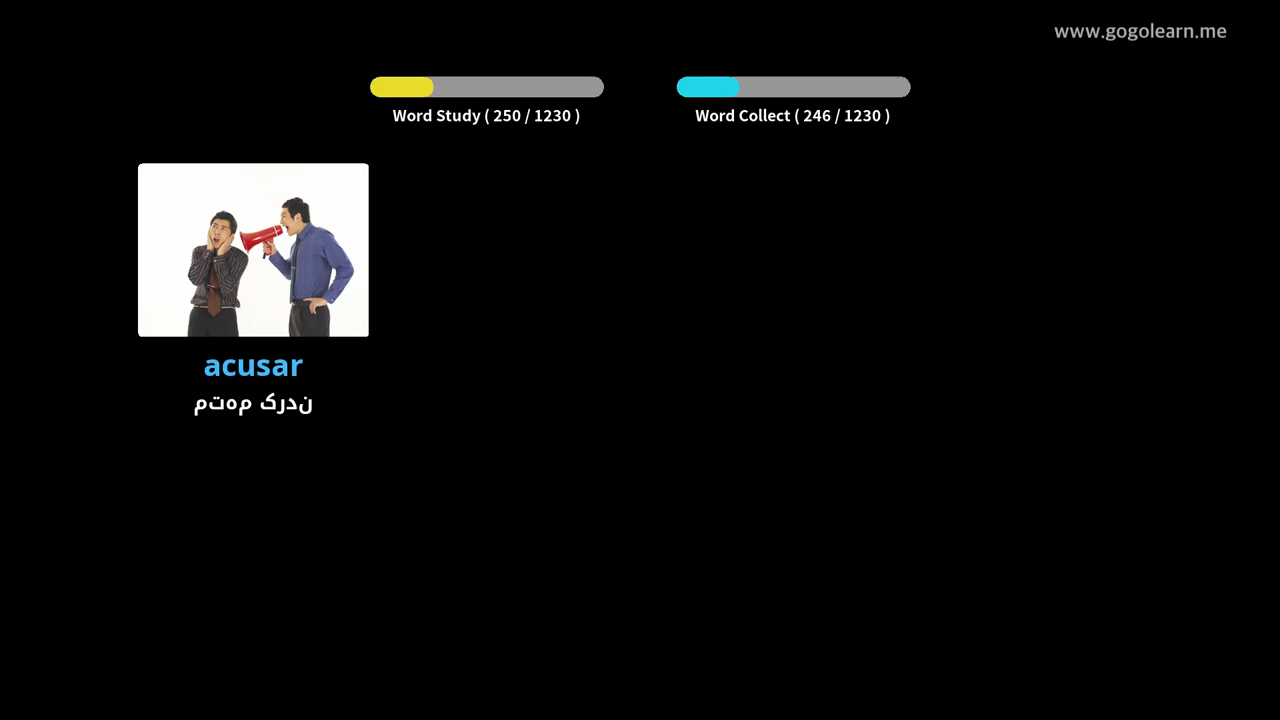 www.gogolearn.me
Word Study ( 250 / 1230 )
Word Collect ( 246 / 1230 )
acusar
متهم کردن